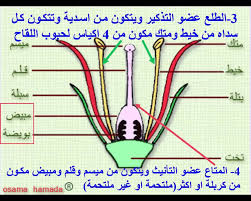 3-الطلع عضو التذكير ويتكون من اسدية وتتكون كل
سداه من خيط ومتك مكون من 4 اكياس لحبوب اللقاح
ميسم
متك
قلم
خيط
بتلة
سبلة
مبيض
بويضة
تخت
4- المتاع عضو التأنيث ويتكون من ميسم وقلم ومبيض مكون
من كربلة او اكثر(ملتحمة او غير ملتحمة)
osama hamada ®